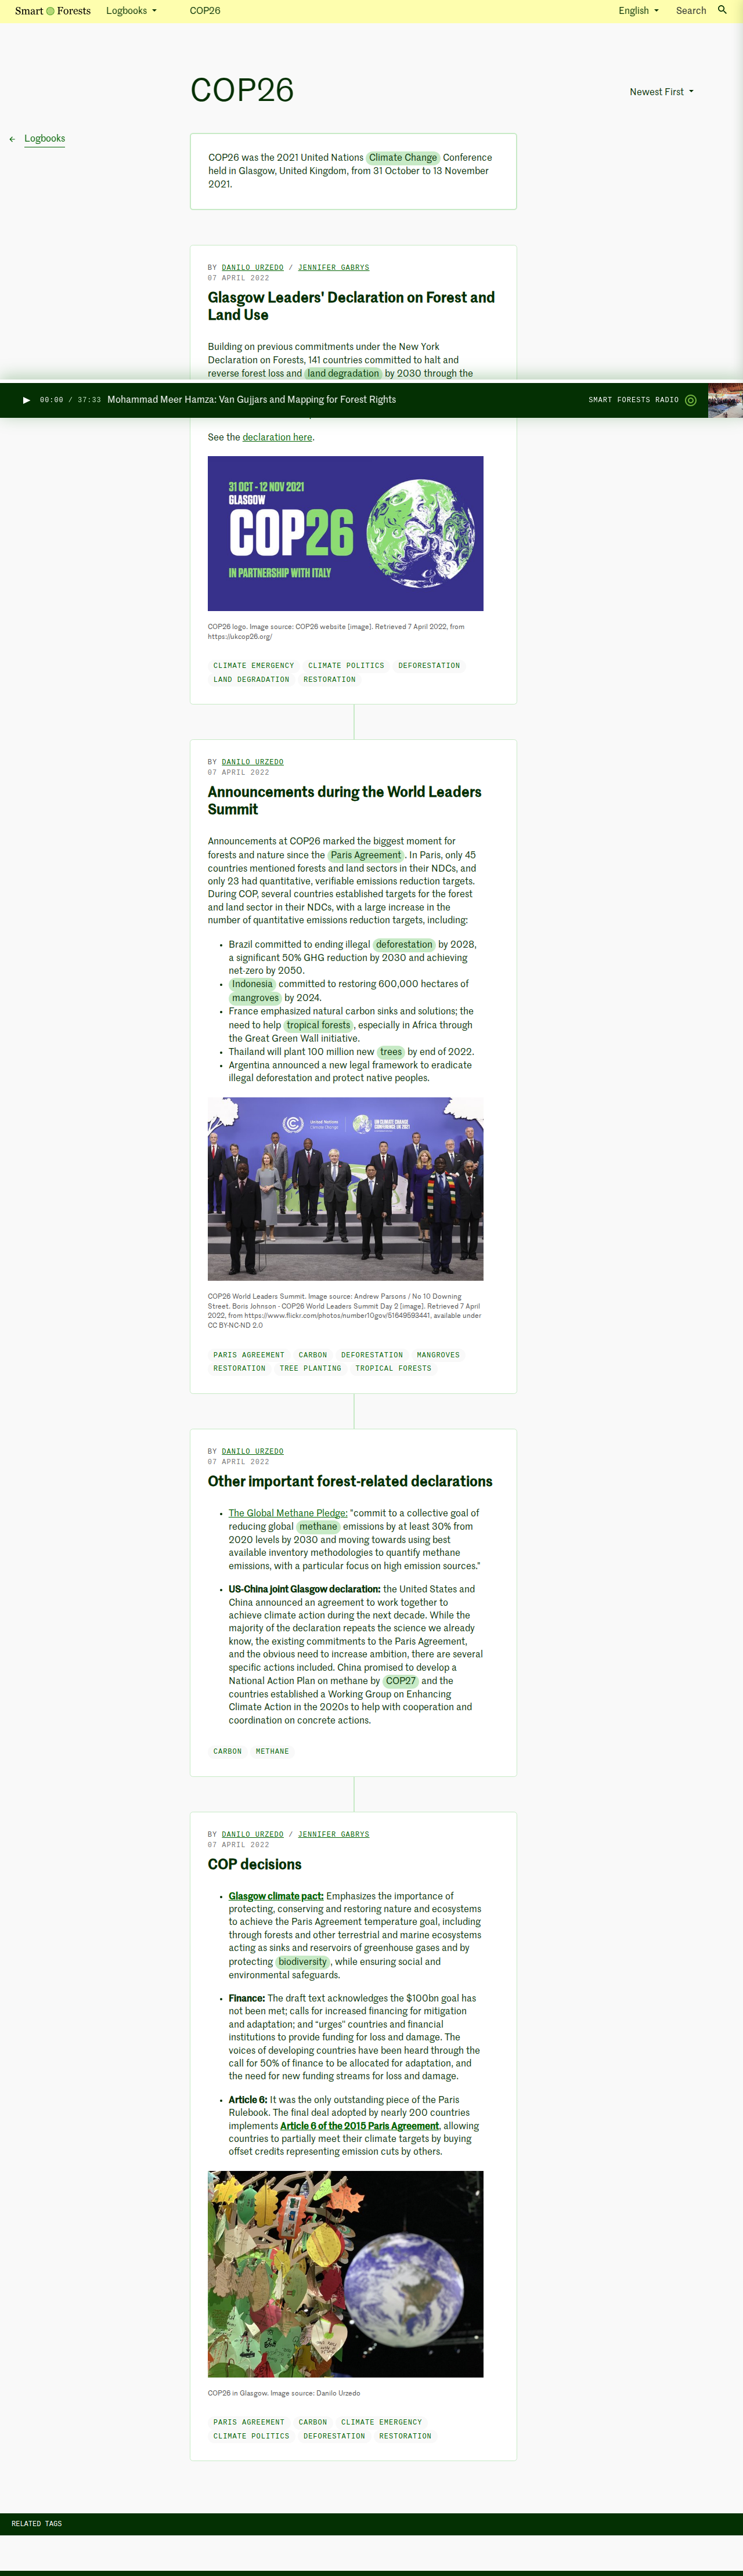 Smart Forests Logbooks COP26 English Search
COP26
Newest First
Logbooks
COP26 was the 2021 United Nations Climate Change Conference
held in Glasgow, United Kingdom, from 31 October to 13 November
2021.
BY DANILO URZEDO / JENNIFER GABRYS
07 APRIL 2022
Glasgow Leaders' Declaration on Forest and
Land Use
Building on previous commitments under the New York
Declaration on Forests, 141 countries committed to halt and
reverse forest loss and land degradation by 2030 through the
00:00 / 37:33 Mohammad Meer Hamza: Van Gujjars and Mapping for Forest Rights SMART FORESTS RADIO
See the declaration here.
31 OCT - 12 NOV 2021
GLASGOW
COP26
IN PARTNERSHIP WITH ITALY
COP26 logo. Image source: COP26 website [image]. Retrieved 7 April 2022, from
https://ukcop26.org/
CLIMATE EMERGENCY CLIMATE POLITICS DEFORESTATION
LAND DEGRADATION RESTORATION
BY DANILO URZEDO
07 APRIL 2022
Announcements during the World Leaders
Summit
Announcements at COP26 marked the biggest moment for
forests and nature since the Paris Agreement. In Paris, only 45
countries mentioned forests and land sectors in their NDCs, and
only 23 had quantitative, verifiable emissions reduction targets.
During COP, several countries established targets for the forest
and land sector in their NDCs, with a large increase in the
number of quantitative emissions reduction targets, including:
• Brazil committed to ending illegal deforestation by 2028,
a significant 50% GHG reduction by 2030 and achieving
net-zero by 2050.
• Indonesia committed to restoring 600,000 hectares of
mangroves by 2024.
• France emphasized natural carbon sinks and solutions; the
need to help tropical forests, especially in Africa through
the Great Green Wall initiative.
• Thailand will plant 100 million new trees by end of 2022.
• Argentina announced a new legal framework to eradicate
illegal deforestation and protect native peoples.
COP26 World Leaders Summit. Image source: Andrew Parsons / No 10 Downing
Street. Boris Johnson - COP26 World Leaders Summit Day 2 [image]. Retrieved 7 April
2022, from https://www.flickr.com/photos/number10gov/51649593441, available under
CC BY-NC-ND 2.0
PARIS AGREEMENT CARBON DEFORESTATION MANGROVES
RESTORATION TREE PLANTING TROPICAL FORESTS
BY DANILO URZEDO
07 APRIL 2022
Other important forest-related declarations
• The Global Methane Pledge: "commit to a collective goal of
reducing global methane emissions by at least 30% from
2020 levels by 2030 and moving towards using best
available inventory methodologies to quantify methane
emissions, with a particular focus on high emission sources."
• US-China joint Glasgow declaration: the United States and
China announced an agreement to work together to
achieve climate action during the next decade. While the
majority of the declaration repeats the science we already
know, the existing commitments to the Paris Agreement,
and the obvious need to increase ambition, there are several
specific actions included. China promised to develop a
National Action Plan on methane by COP27 and the
countries established a Working Group on Enhancing
Climate Action in the 2020s to help with cooperation and
coordination on concrete actions.
CARBON METHANE
BY DANILO URZEDO / JENNIFER GABRYS
07 APRIL 2022
COP decisions
• Glasgow climate pact: Emphasizes the importance of
protecting, conserving and restoring nature and ecosystems
to achieve the Paris Agreement temperature goal, including
through forests and other terrestrial and marine ecosystems
acting as sinks and reservoirs of greenhouse gases and by
protecting biodiversity, while ensuring social and
environmental safeguards.
• Finance: The draft text acknowledges the $100bn goal has
not been met; calls for increased financing for mitigation
and adaptation; and "urges" countries and financial
institutions to provide funding for loss and damage. The
voices of developing countries have been heard through the
call for 50% of finance to be allocated for adaptation, and
the need for new funding streams for loss and damage.
• Article 6: It was the only outstanding piece of the Paris
Rulebook. The final deal adopted by nearly 200 countries
implements Article 6 of the 2015 Paris Agreement, allowing
countries to partially meet their climate targets by buying
offset credits representing emission cuts by others.
COP26 in Glasgow. Image source: Danilo Urzedo
PARIS AGREEMENT CARBON CLIMATE EMERGENCY
CLIMATE POLITICS DEFORESTATION RESTORATION
RELATED TAGS